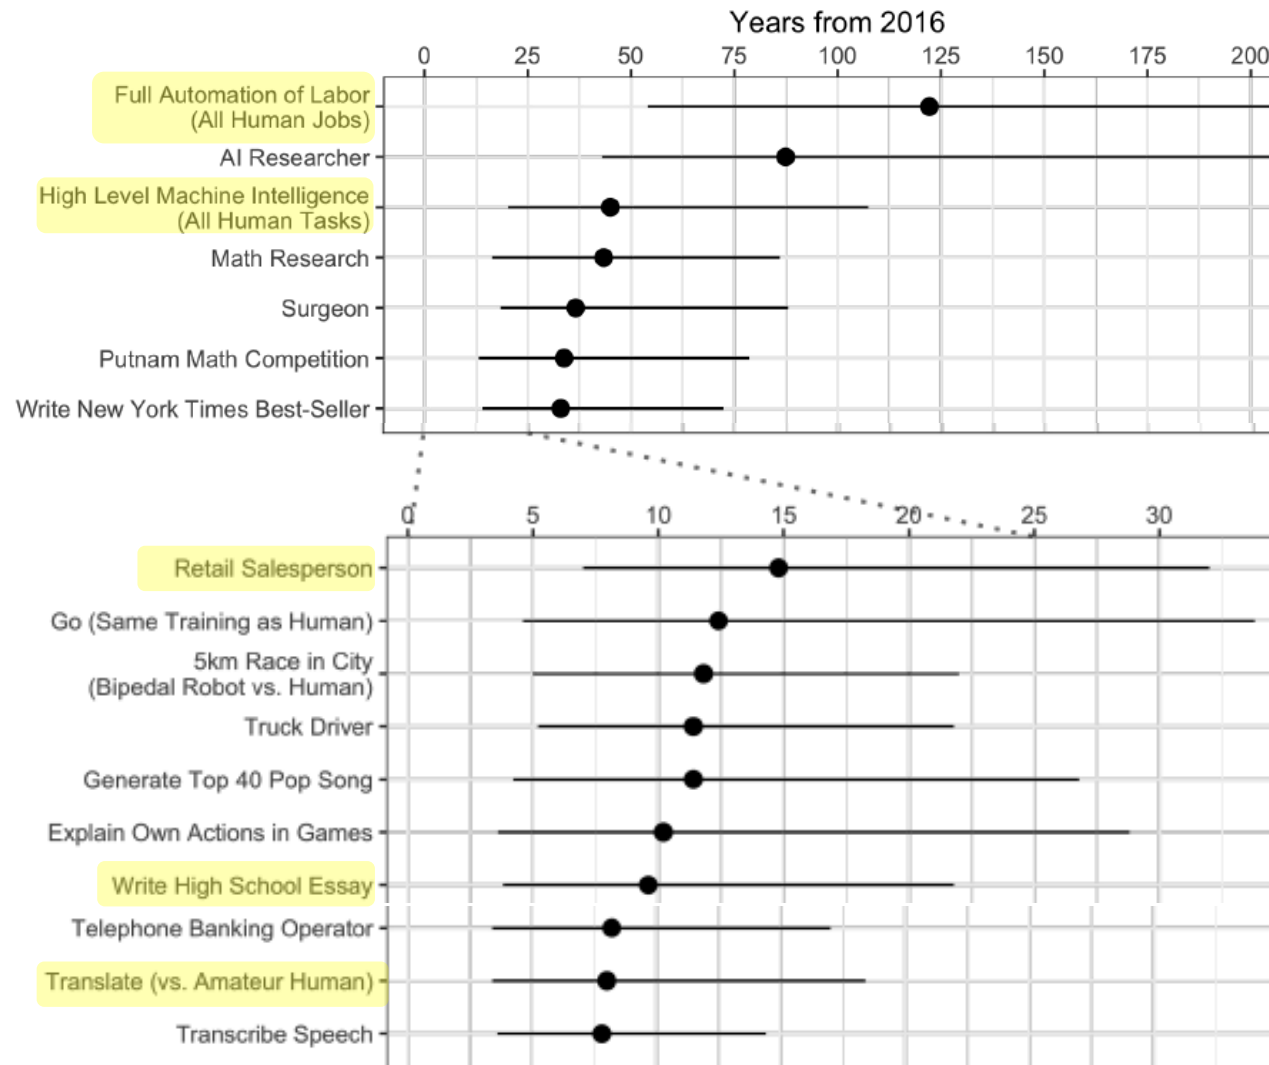 Years from 2016
0 25 50 75 100 125 150 175 200
Full Automation of Labor
(All Human Jobs)
AI Researcher
High Level Machine Intelligence
(All Human Tasks)
Math Research
Surgeon
Putnam Math Competition
Write New York Times Best-Seller
0 5 10 15 20 25 30
Retail Salesperson
Go (Same Training as Human)
5km Race in City
(Bipedal Robot vs. Human)
Truck Driver
Generate Top 40 Pop Song
Explain Own Actions in Games
Write High School Essay
Telephone Banking Operator
Translate (vs. Amateur Human)
Transcribe Speech